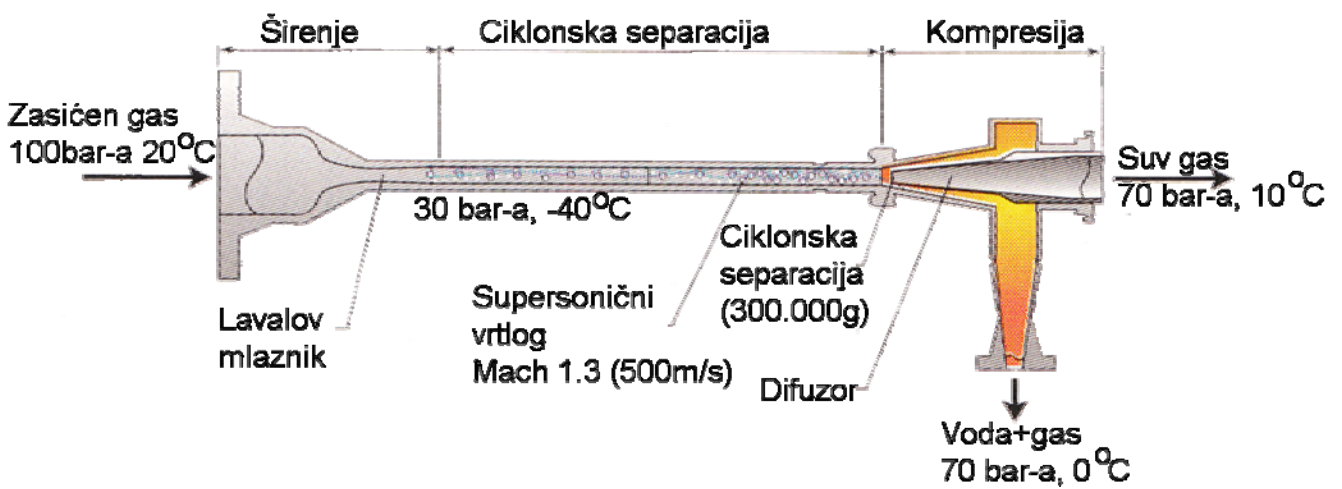 Širenje
Ciklonska separacija
Kompresija
Zasićen gas
100bar-a 20°C
30 bar-a, -40°C
Suv gas
70 bar-a, 10°C
Lavalov
mlaznik
Supersonični
vrtlog
Mach 1.3 (500m/s)
Ciklonska
separacija
(300.000g)
Difuzor
Voda+gas
70 bar-a, 0°C